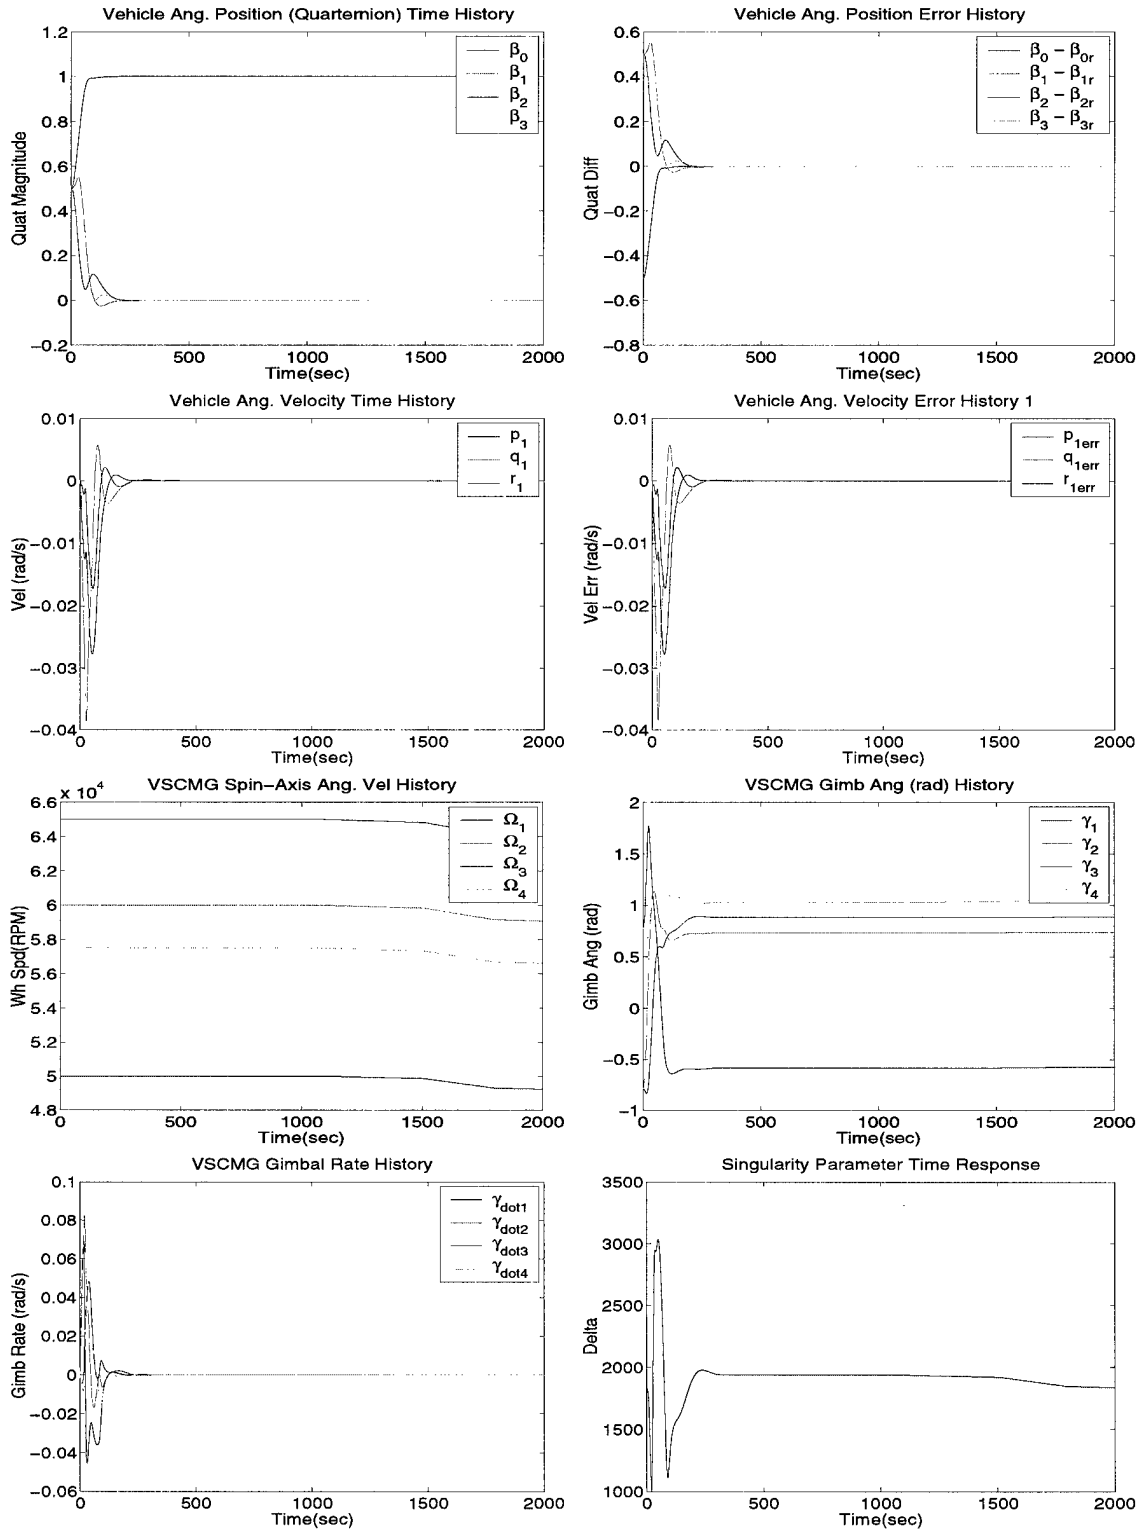 Vehicle Ang. Position (Quarternion) Time History
1.2
1
0.8
0.6
0.4
0.2
0
−0.2
Quat Magnitude
0 500 1000 1500 2000
Time(sec)
β0
β1
β2
β3
Vehicle Ang. Position Error History
0.6
0.4
0.2
0
−0.2
−0.4
−0.6
−0.8
Quat Diff
0 500 1000 1500 2000
Time(sec)
β0 − β0r
β1 − β1r
β2 − β2r
β3 − β3r
Vehicle Ang. Velocity Time History
0.01
0
−0.01
−0.02
−0.03
−0.04
Vel (rad/s)
0 500 1000 1500 2000
Time(sec)
p1
q1
r1
Vehicle Ang. Velocity Error History 1
0.01
0
−0.01
−0.02
−0.03
−0.04
Vel Err (rad/s)
0 500 1000 1500 2000
Time(sec)
p1err
q1err
r1err
VSCMG Spin−Axis Ang. Vel History
x 10^4
6.6
6.4
6.2
6
5.8
5.6
5.4
5.2
5
4.8
Wh Spd(RPM)
0 500 1000 1500 2000
Time(sec)
Ω1
Ω2
Ω3
Ω4
VSCMG Gimb Ang (rad) History
2
1.5
1
0.5
0
−0.5
−1
Gimb Ang (rad)
0 500 1000 1500 2000
Time(sec)
γ1
γ2
γ3
γ4
VSCMG Gimbal Rate History
0.1
0.08
0.06
0.04
0.02
0
−0.02
−0.04
−0.06
Gimb Rate (rad/s)
0 500 1000 1500 2000
Time(sec)
γdot1
γdot2
γdot3
γdot4
Singularity Parameter Time Response
3500
3000
2500
2000
1500
1000
Delta
0 500 1000 1500 2000
Time(sec)